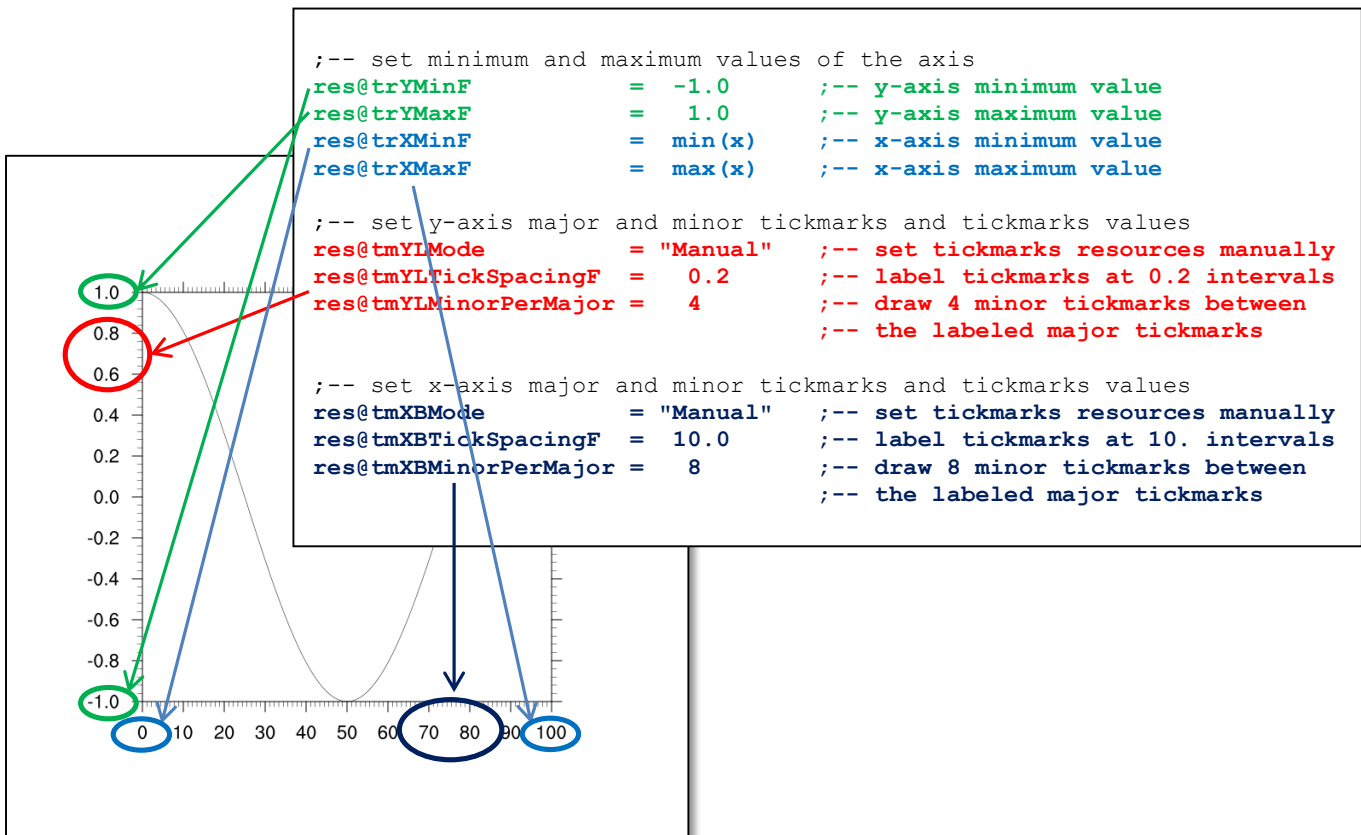 ;-- set minimum and maximum values of the axis
res@trYMinF = -1.0 ;-- y-axis minimum value
res@trYMaxF = 1.0 ;-- y-axis maximum value
res@trXMinF = min(x) ;-- x-axis minimum value
res@trXMaxF = max(x) ;-- x-axis maximum value
;-- set y-axis major and minor tickmarks and tickmarks values
res@tmYLMode = "Manual" ;-- set tickmarks resources manually
res@tmYLTickSpacingF = 0.2 ;-- label tickmarks at 0.2 intervals
res@tmYLMinorPerMajor = 4 ;-- draw 4 minor tickmarks between
;-- the labeled major tickmarks
;-- set x-axis major and minor tickmarks and tickmarks values
res@tmXBMode = "Manual" ;-- set tickmarks resources manually
res@tmXBTickSpacingF = 10.0 ;-- label tickmarks at 10. intervals
res@tmXBMinorPerMajor = 8 ;-- draw 8 minor tickmarks between
;-- the labeled major tickmarks
1.0
0.8
0.6
0.4
0.2
0.0
-0.2
-0.4
-0.6
-0.8
-1.0
0 10 20 30 40 50 60 70 80 90 100